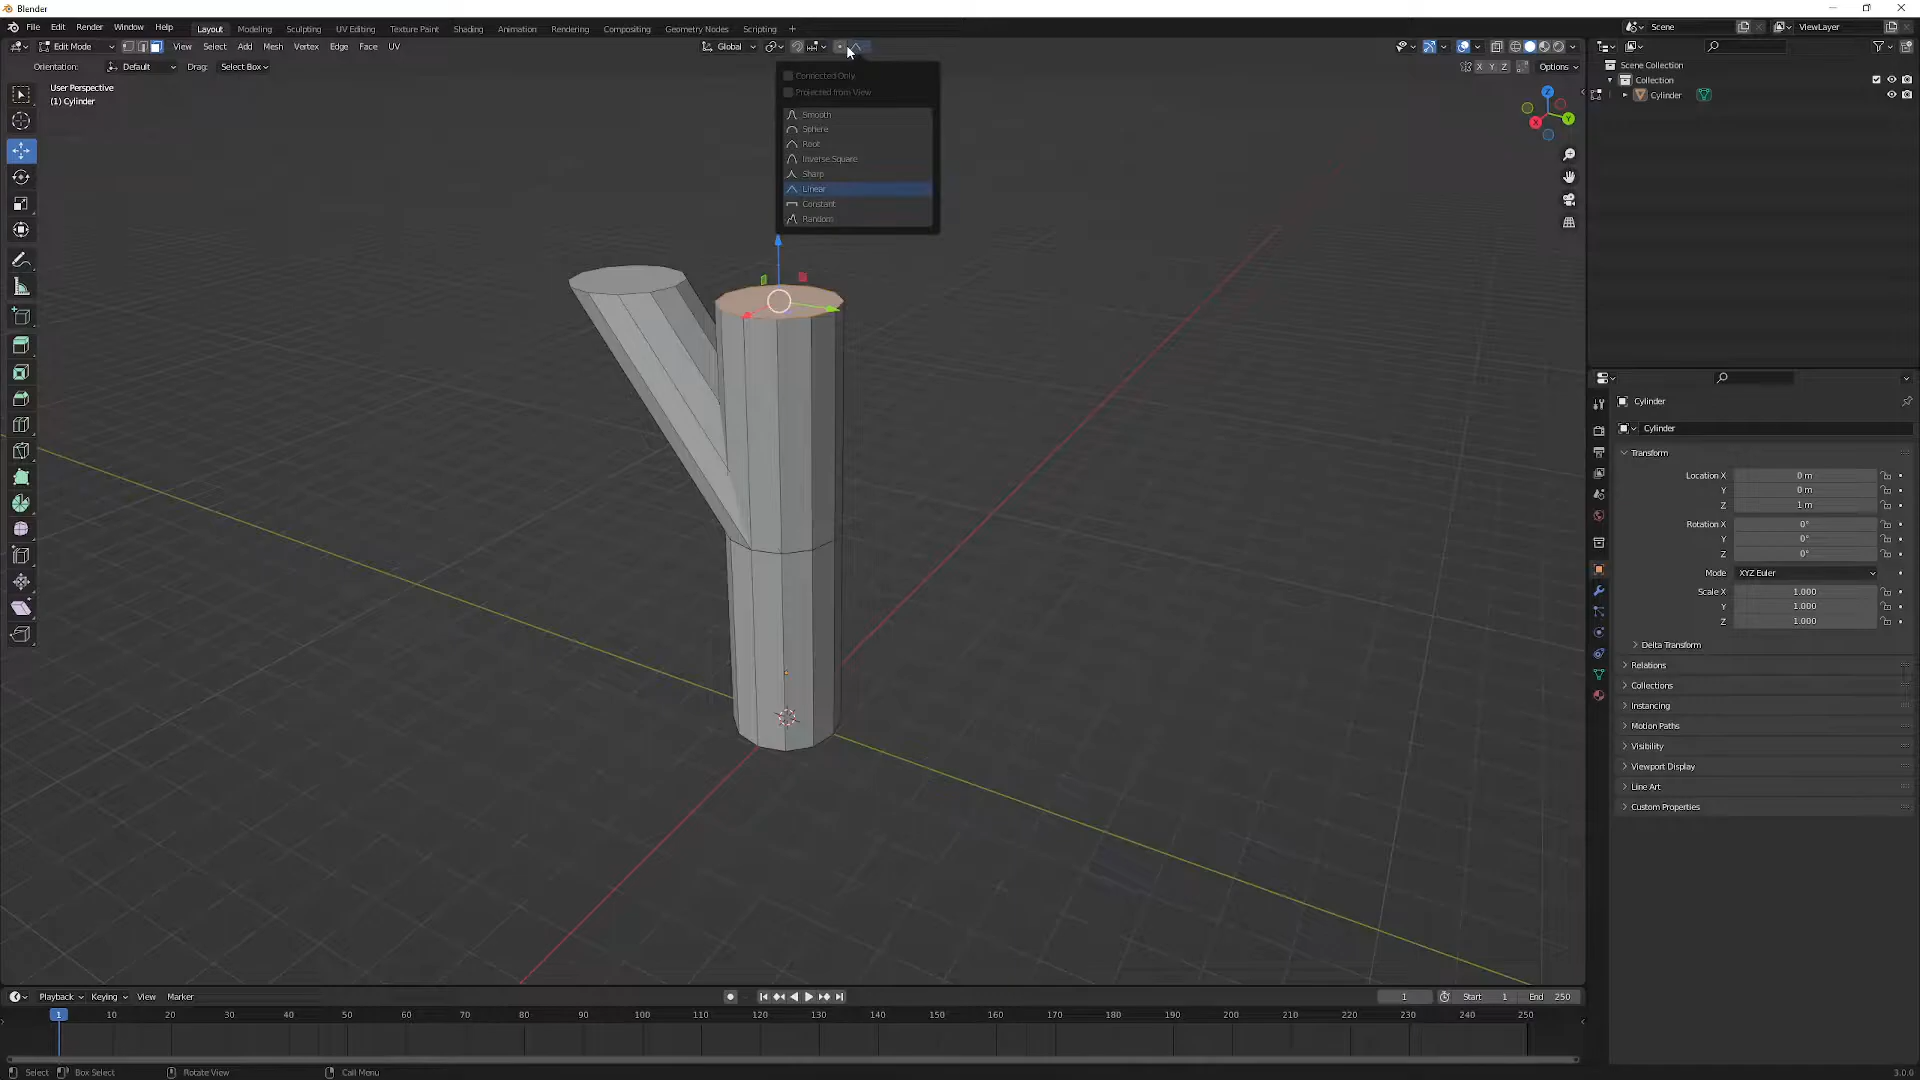 Blender
File Edit Render Window Help
Layout Modeling Sculpting UV Editing Texture Paint Shading Animation Rendering Compositing Geometry Nodes Scripting +
Scene ViewLayer
Edit Mode View Select Add Mesh Vertex Edge Face UV
Global
Orientation: Default Drag: Select Box
X Y Z Options
User Perspective
(1) Cylinder
Connected Only
Projected from View
Smooth
Sphere
Root
Inverse Square
Sharp
Linear
Constant
Random
Z
Y
X
Scene Collection
Collection
Cylinder
Cylinder
Cylinder
Transform
Location X 0 m
Y 0 m
Z 1 m
Rotation X 0°
Y 0°
Z 0°
Mode XYZ Euler
Scale X 1.000
Y 1.000
Z 1.000
Delta Transform
Relations
Collections
Instancing
Motion Paths
Visibility
Viewport Display
Line Art
Custom Properties
Playback Keying View Marker
1 Start 1 End 250
1 10 20 30 40 50 60 70 80 90 100 110 120 130 140 150 160 170 180 190 200 210 220 230 240 250
Select Box Select Rotate View Call Menu
3.0.0